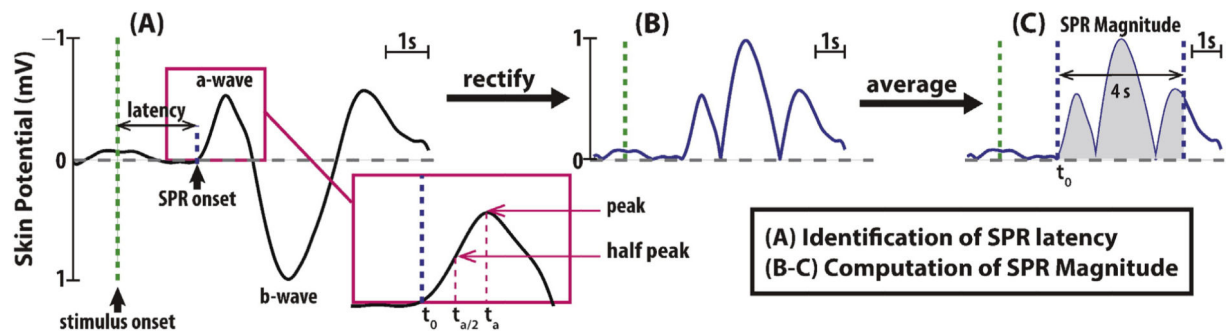 (A)
(B)
(C)
SPR Magnitude
−1
1s
1
1s
1
1s
a-wave
rectify
average
4 s
latency
Skin Potential (mV)
0
0
0
t0
SPR onset
peak
half peak
(A) Identification of SPR latency
(B-C) Computation of SPR Magnitude
1
b-wave
t0
ta/2
ta
stimulus onset